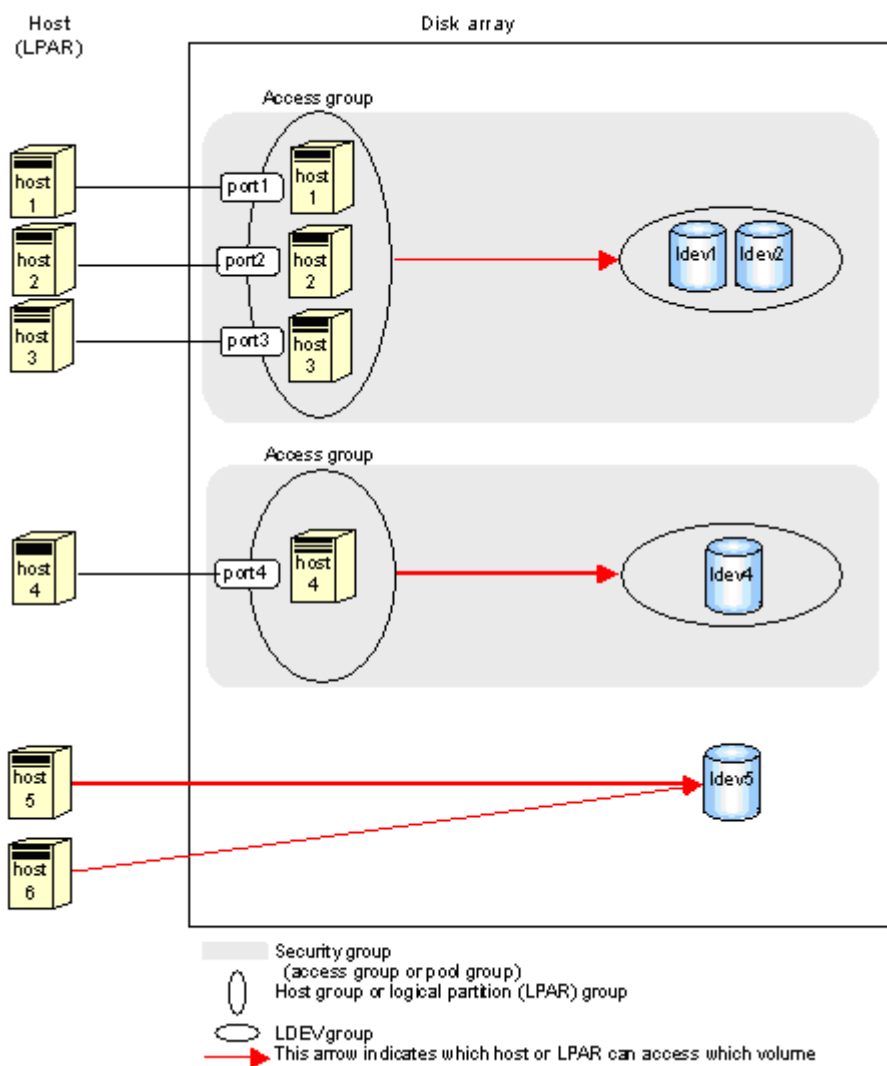 Host
(LPAR)
Disk array
Access group
host
1
port1
host
1
host
2
port2
host
2
ldev1
ldev2
host
3
port3
host
3
Access group
host
4
port4
host
4
ldev4
host
5
ldev5
host
6
Security group
(access group or pool group)
Host group or logical partition (LPAR) group
LDEV group
This arrow indicates which host or LPAR can access which volume